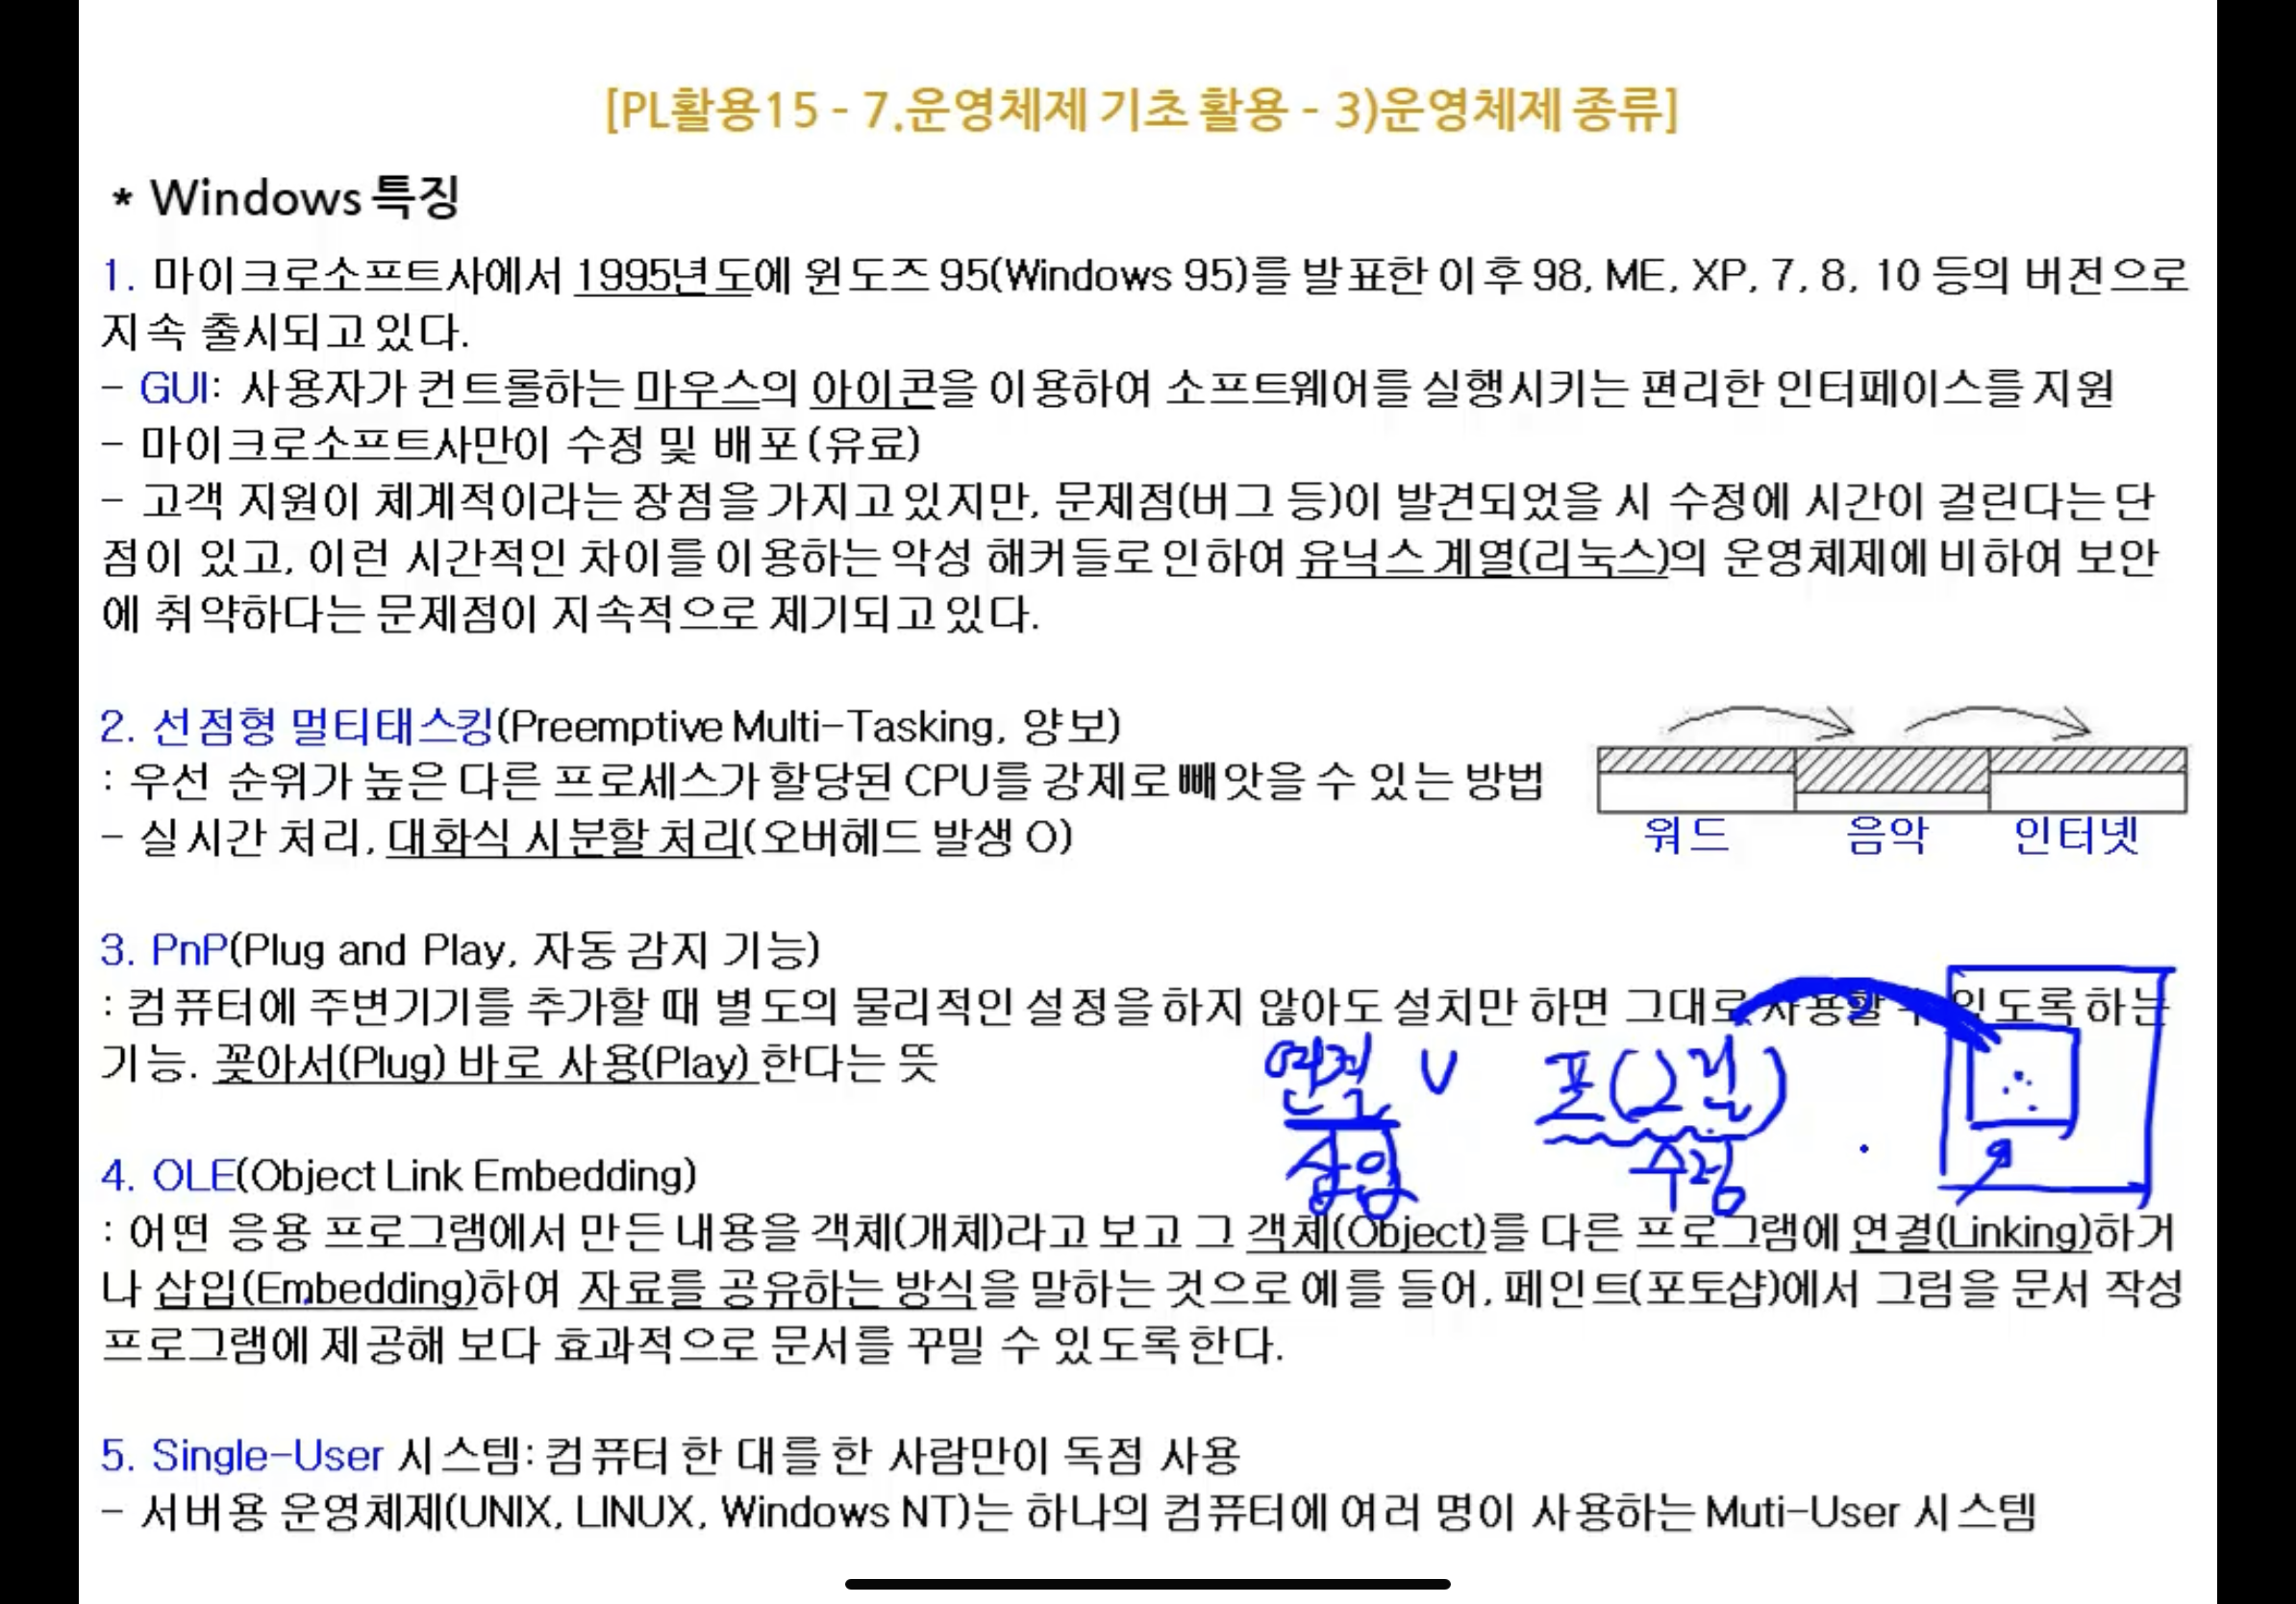 [PL활용15 - 7.운영체제 기초 활용 - 3)운영체제 종류]
* Windows 특징
1. 마이크로소프트사에서 1995년도에 윈도즈 95(Windows 95)를 발표한 이후 98, ME, XP, 7, 8, 10 등의 버전으로
지속 출시되고 있다.
- GUI: 사용자가 컨트롤하는 마우스의 아이콘을 이용하여 소프트웨어를 실행시키는 편리한 인터페이스를 지원
- 마이크로소프트사만이 수정 및 배포(유료)
- 고객 지원이 체계적이라는 장점을 가지고 있지만, 문제점(버그 등)이 발견되었을 시 수정에 시간이 걸린다는 단
점이 있고, 이런 시간적인 차이를 이용하는 악성 해커들로 인하여 유닉스 계열(리눅스)의 운영체제에 비하여 보안
에 취약하다는 문제점이 지속적으로 제기되고 있다.
2. 선점형 멀티태스킹(Preemptive Multi-Tasking, 양보)
: 우선 순위가 높은 다른 프로세스가 할당된 CPU를 강제로 빼앗을 수 있는 방법
- 실시간 처리, 대화식 시분할 처리(오버헤드 발생 O)
워드 음악 인터넷
3. PnP(Plug and Play, 자동 감지 기능)
: 컴퓨터에 주변기기를 추가할 때 별도의 물리적인 설정을 하지 않아도 설치만 하면 그대로 사용할 수 있도록 하는
기능. 꽂아서(Plug) 바로 사용(Play) 한다는 뜻
연결 V 포(그림)
삽입 수정
4. OLE(Object Link Embedding)
: 어떤 응용 프로그램에서 만든 내용을 객체(개체)라고 보고 그 객체(Object)를 다른 프로그램에 연결(Linking)하거
나 삽입(Embedding)하여 자료를 공유하는 방식을 말하는 것으로 예를 들어, 페인트(포토샵)에서 그림을 문서 작성
프로그램에 제공해 보다 효과적으로 문서를 꾸밀 수 있도록한다.
5. Single-User 시스템: 컴퓨터 한 대를 한 사람만이 독점 사용
- 서버용 운영체제(UNIX, LINUX, Windows NT)는 하나의 컴퓨터에 여러 명이 사용하는 Muti-User 시스템